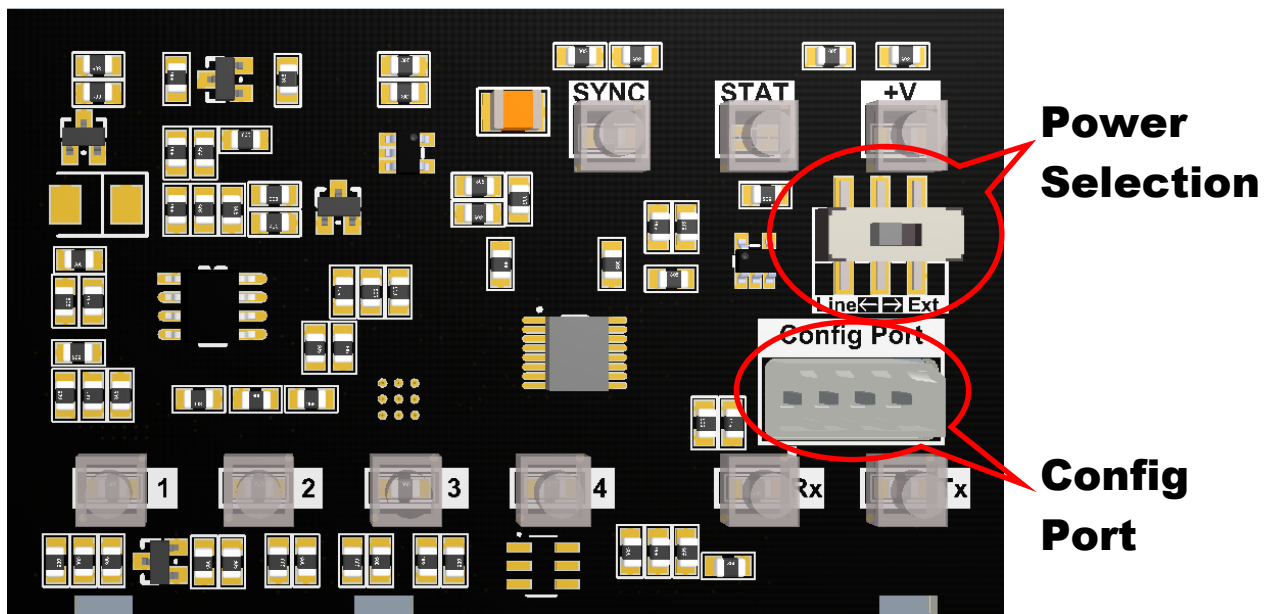 SYNC
STAT
+V
Power
Selection
Line←→Ext
Config Port
1
2
3
4
Rx
Tx
Config
Port